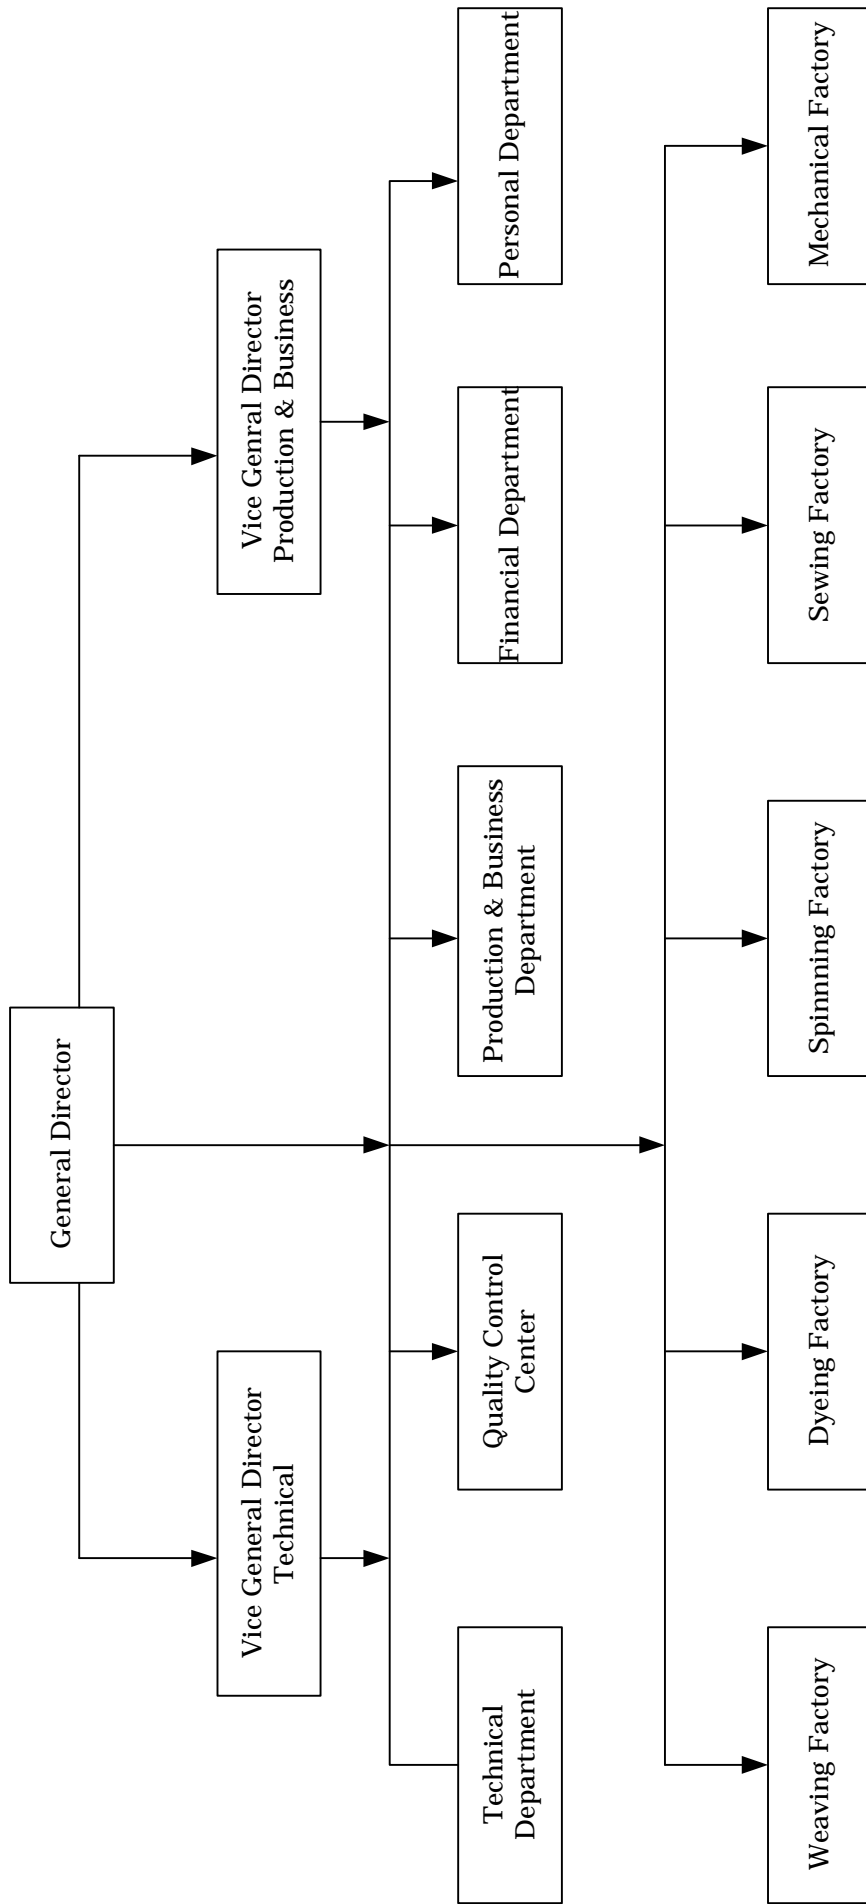 General Director
Vice General Director
Technical
Vice Genral Director
Production & Business
Technical
Department
Quality Control
Center
Production & Business
Department
Financial Department
Personal Department
Weaving Factory
Dyeing Factory
Spinnning Factory
Sewing Factory
Mechanical Factory